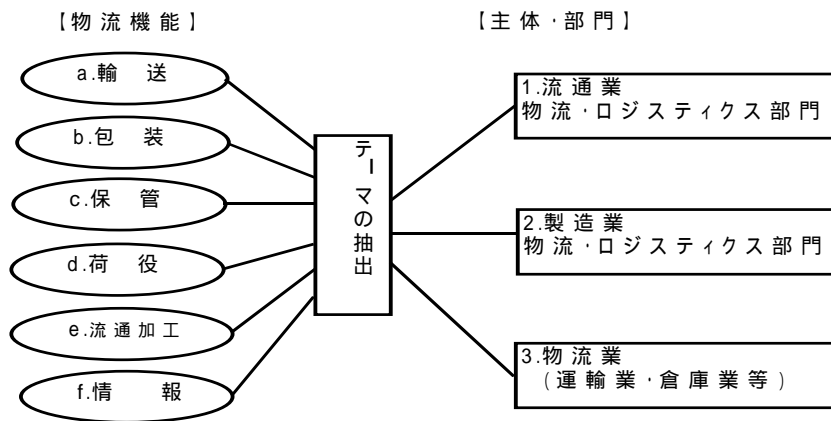 【物流機能】
【主体・部門】
a.輸 送
b.包 装
c.保 管
d.荷 役
e.流通加工
f.情 報
テーマの抽出
1.流通業
物流・ロジスティクス部門
2.製造業
物流・ロジスティクス部門
3.物流業
(運輸業・倉庫業等)